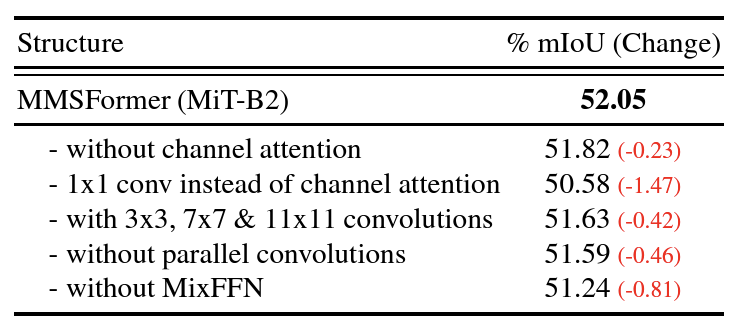 Structure % mIoU (Change)
MMSFormer (MiT-B2) 52.05
- without channel attention 51.82 (-0.23)
- 1x1 conv instead of channel attention 50.58 (-1.47)
- with 3x3, 7x7 & 11x11 convolutions 51.63 (-0.42)
- without parallel convolutions 51.59 (-0.46)
- without MixFFN 51.24 (-0.81)